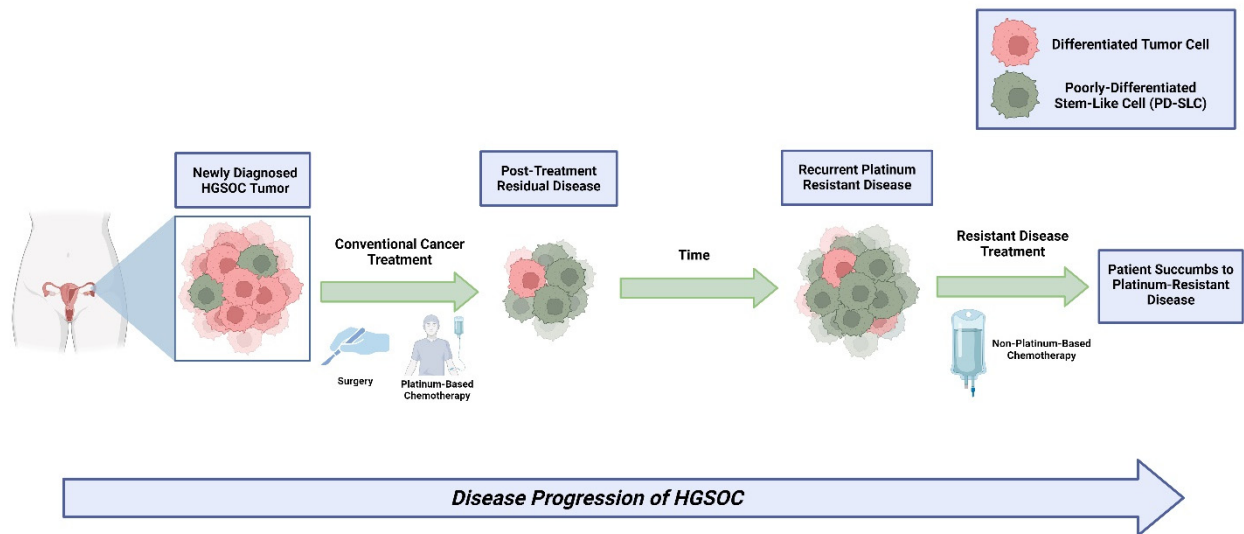 Differentiated Tumor Cell
Poorly-Differentiated
Stem-Like Cell (PD-SLC)
Newly Diagnosed
HGSOC Tumor
Conventional Cancer
Treatment
Surgery
Platinum-Based
Chemotherapy
Post-Treatment
Residual Disease
Time
Recurrent Platinum
Resistant Disease
Resistant Disease
Treatment
Non-Platinum-Based
Chemotherapy
Patient Succumbs to
Platinum-Resistant
Disease
Disease Progression of HGSOC